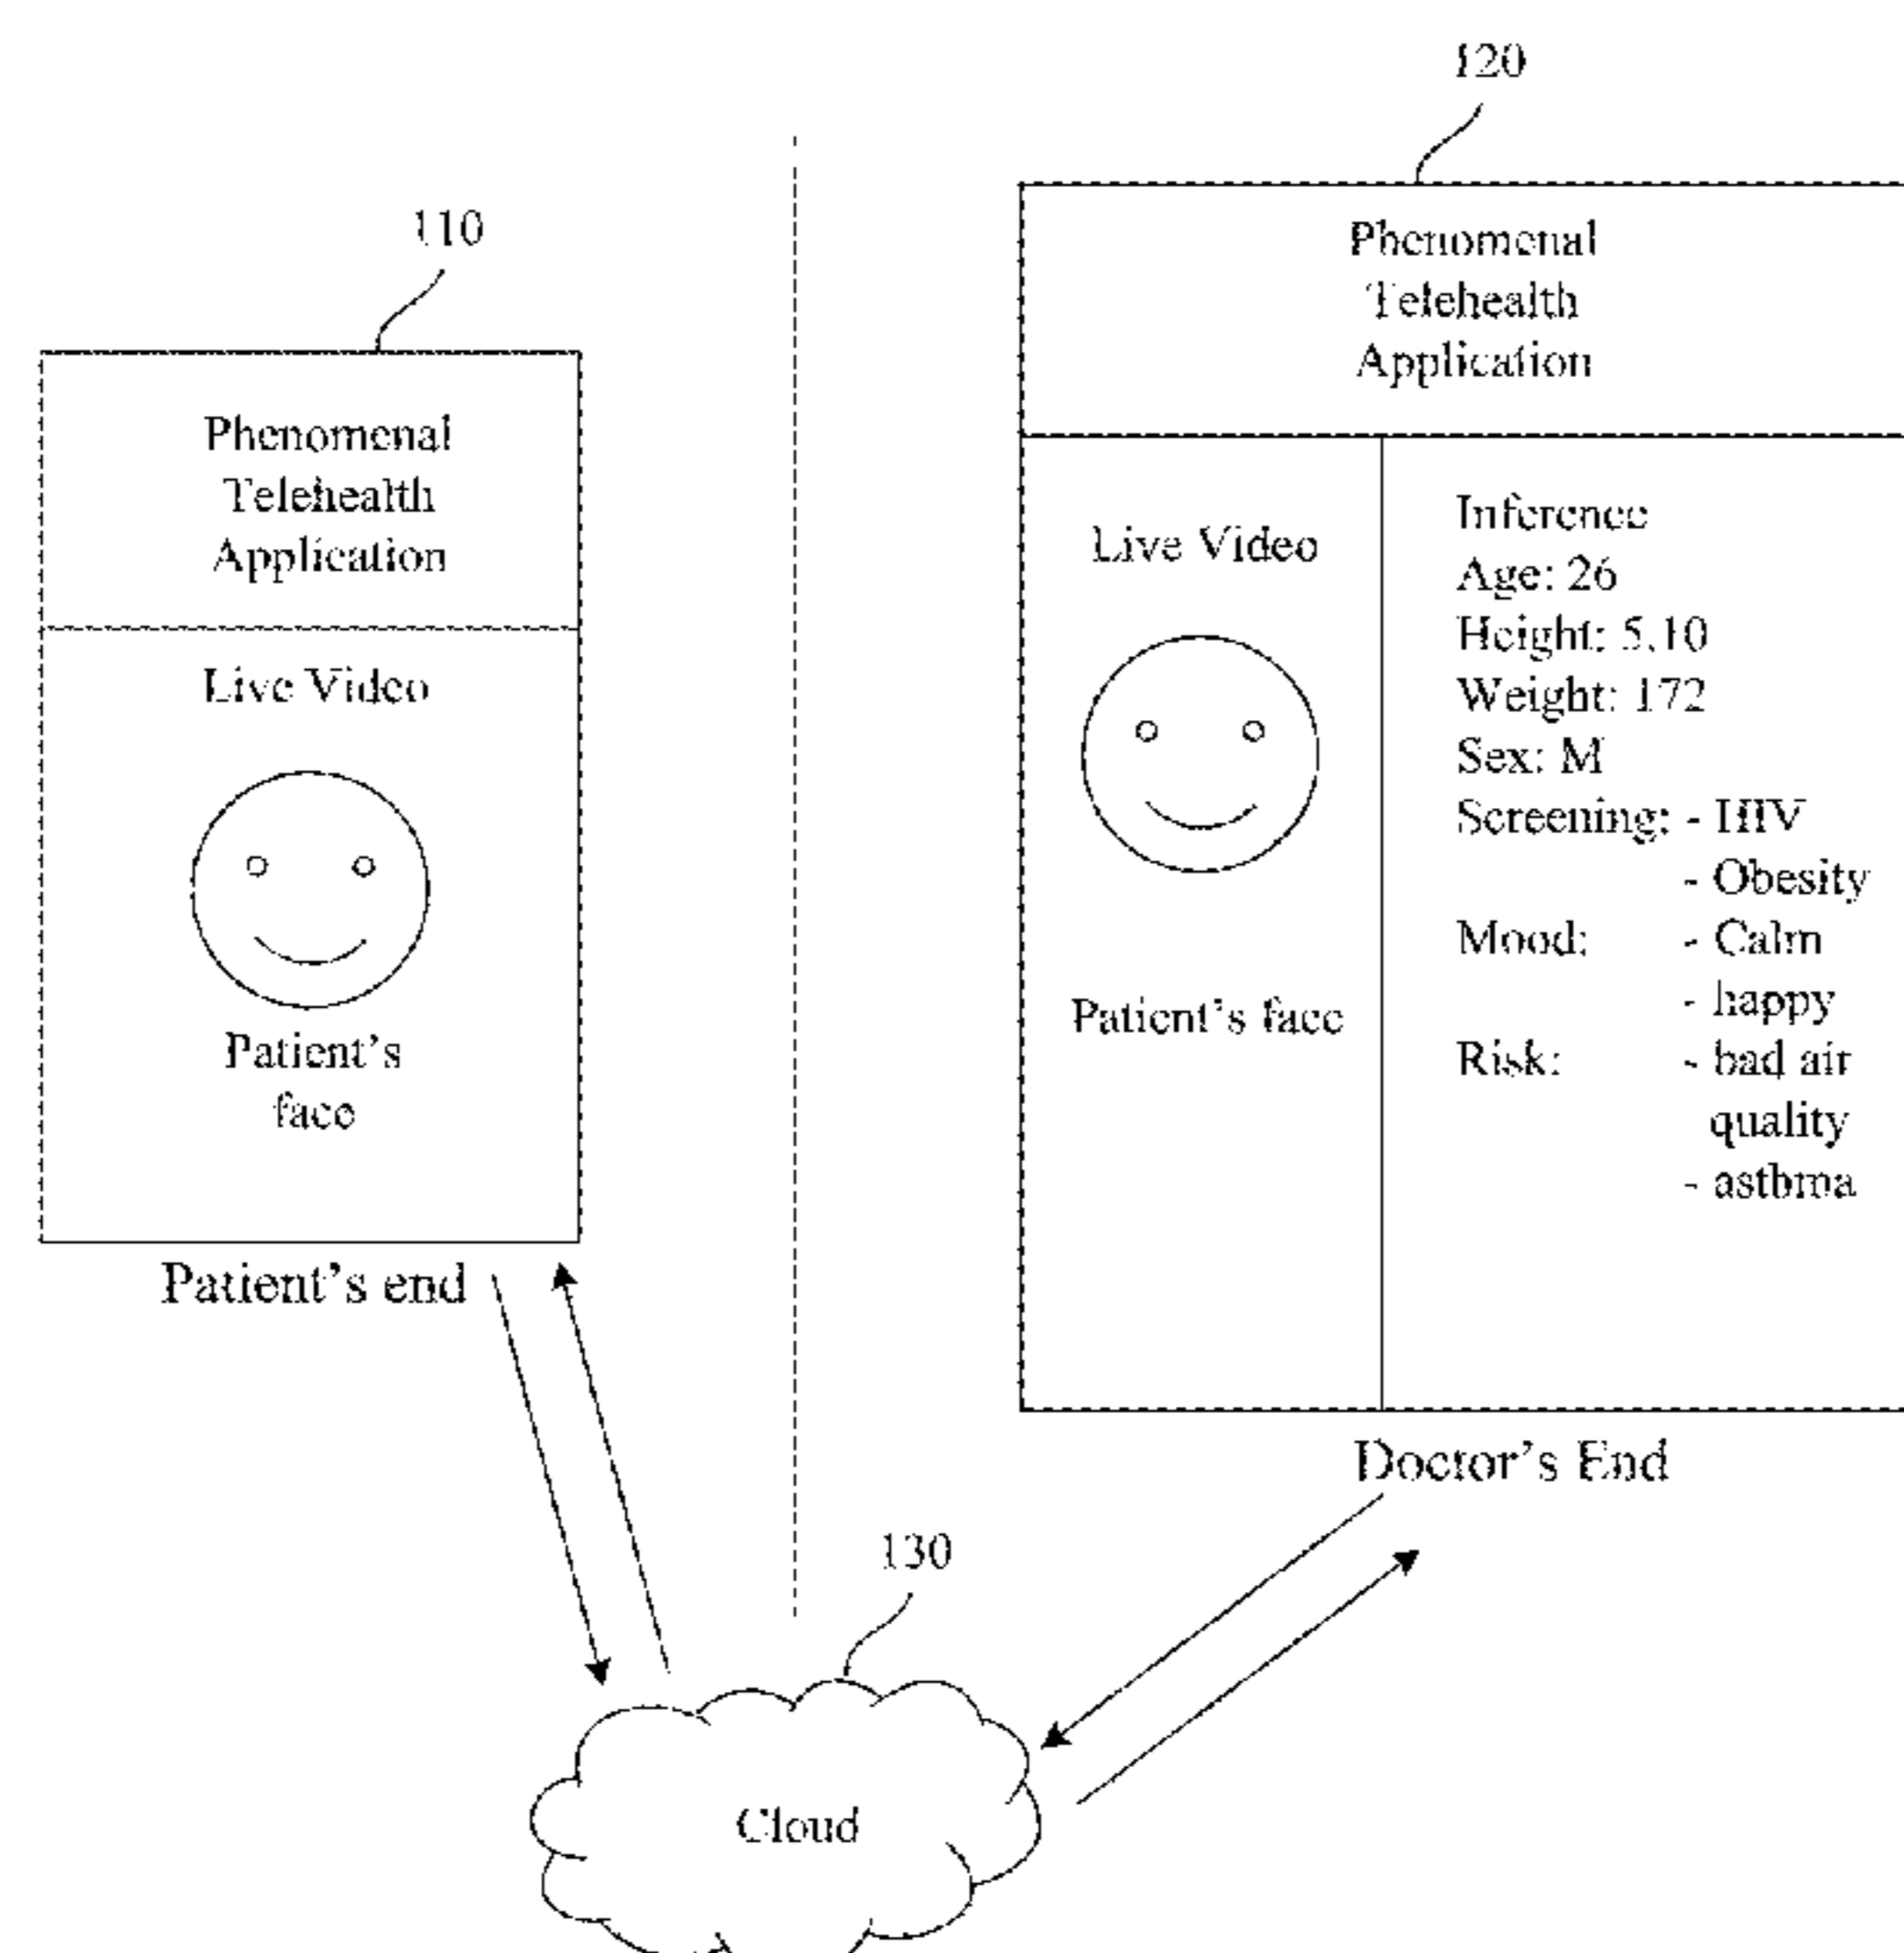 110
Phenomenal
Telehealth
Application
Live Video
Patient's
face
Patient's end
120
Phenomenal
Telehealth
Application
Live Video
Patient's face
Inference
Age: 26
Height: 5,10
Weight: 172
Sex: M
Screening: - HIV
- Obesity
Mood: - Calm
- happy
Risk: - bad air
quality
- asthma
Doctor's End
130
Cloud